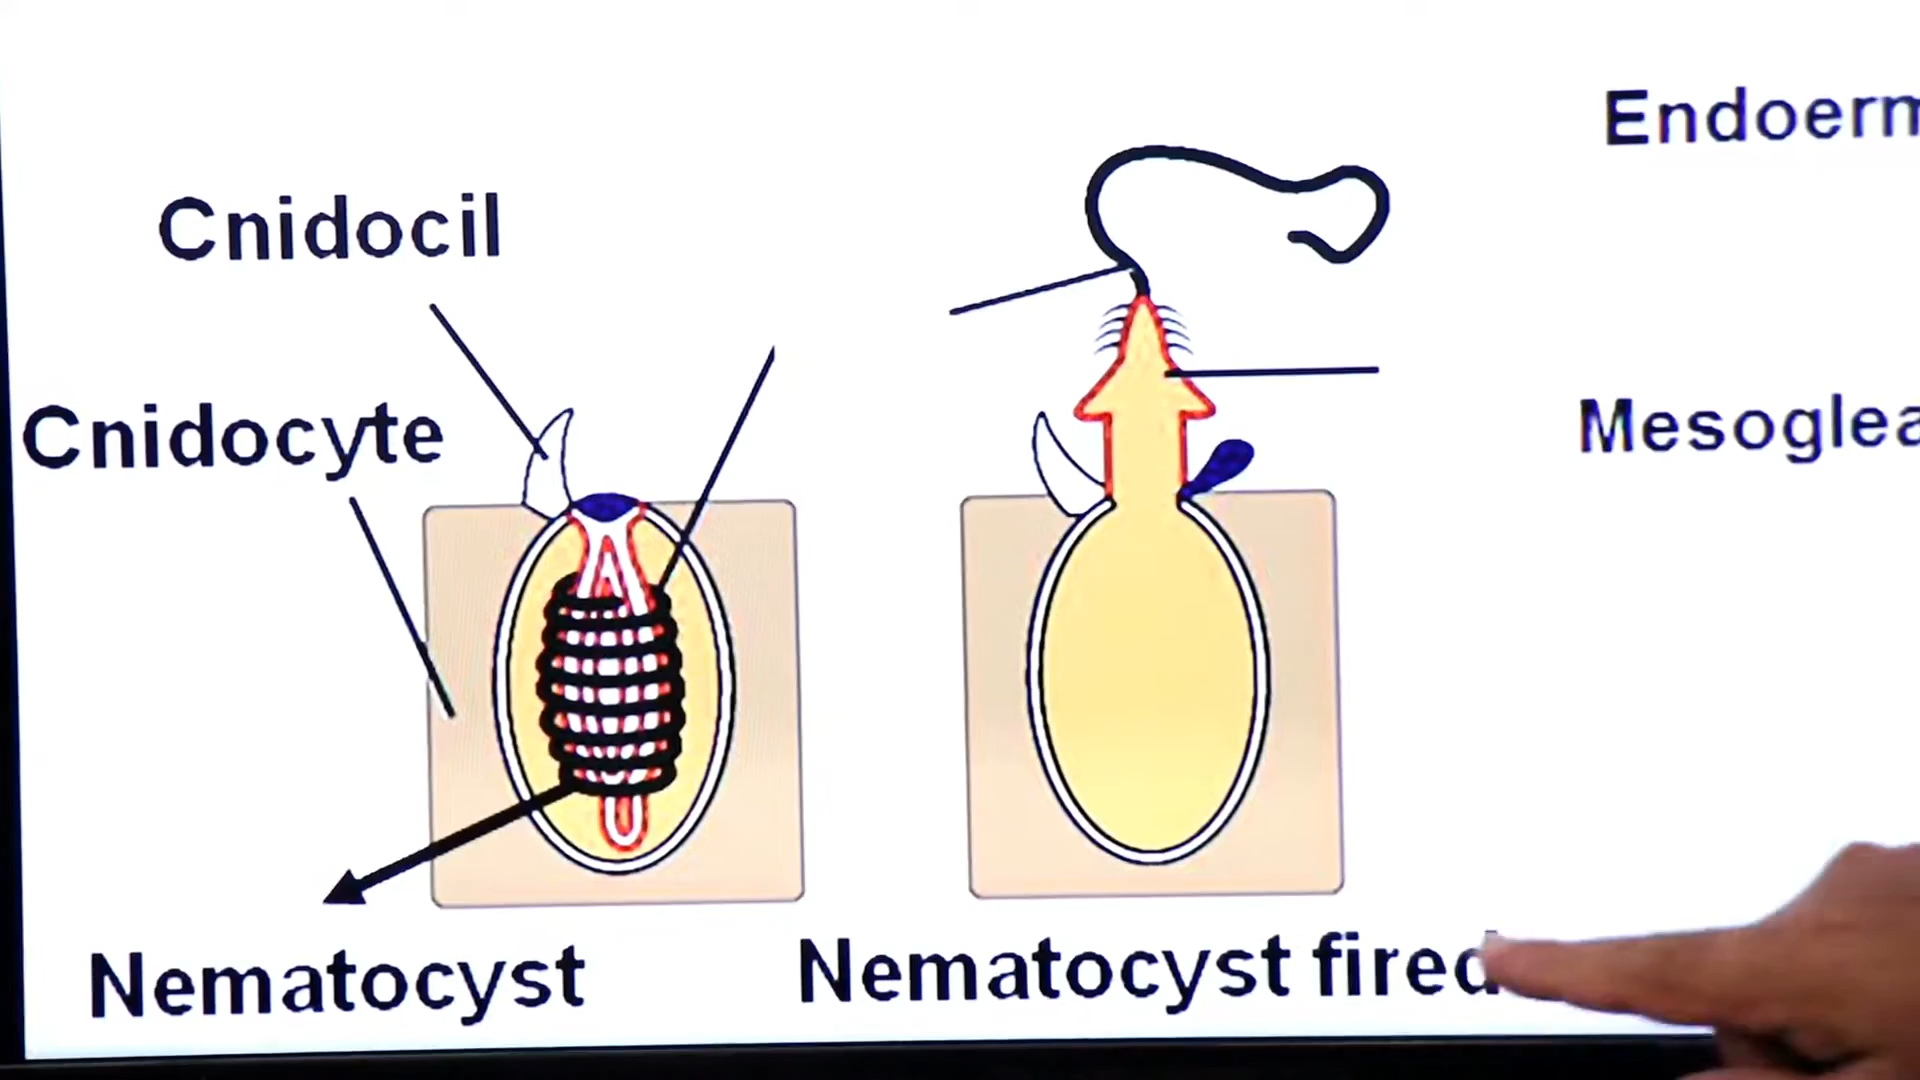 Cnidocil
Cnidocyte
Nematocyst
Nematocyst fired
Endoerm
Mesoglea